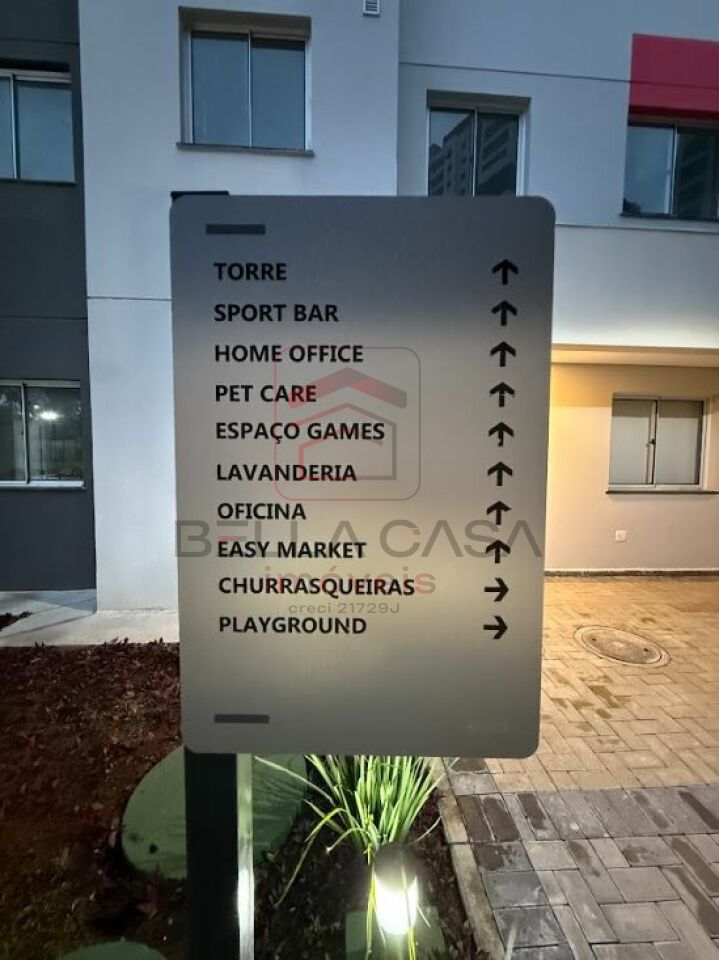 TORRE ↑
SPORT BAR ↑
HOME OFFICE ↑
PET CARE ↑
ESPAÇO GAMES ↑
LAVANDERIA ↑
OFICINA ↑
BELLA CASA
EASY MARKET ↑
imóveis
CHURRASQUEIRAS →
creci 21729J
PLAYGROUND →